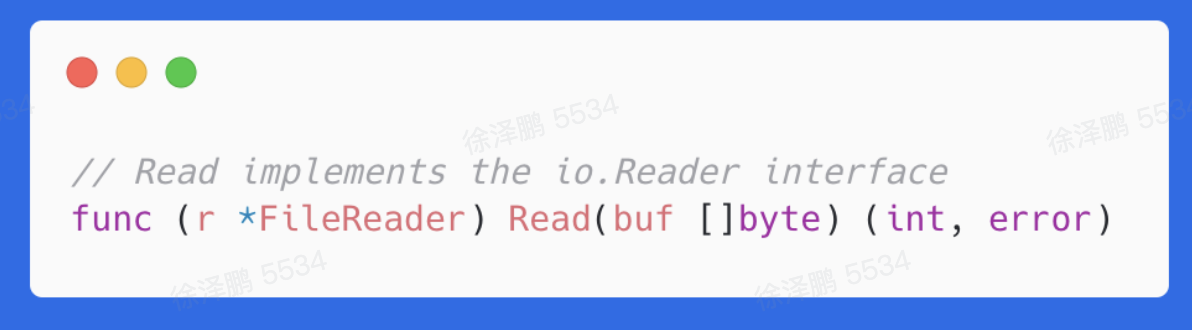 徐泽鹏 5534
// Read implements the io.Reader interface
func (r *FileReader) Read(buf []byte) (int, error)
徐泽鹏 5534
徐泽鹏 5534
徐泽鹏 5534